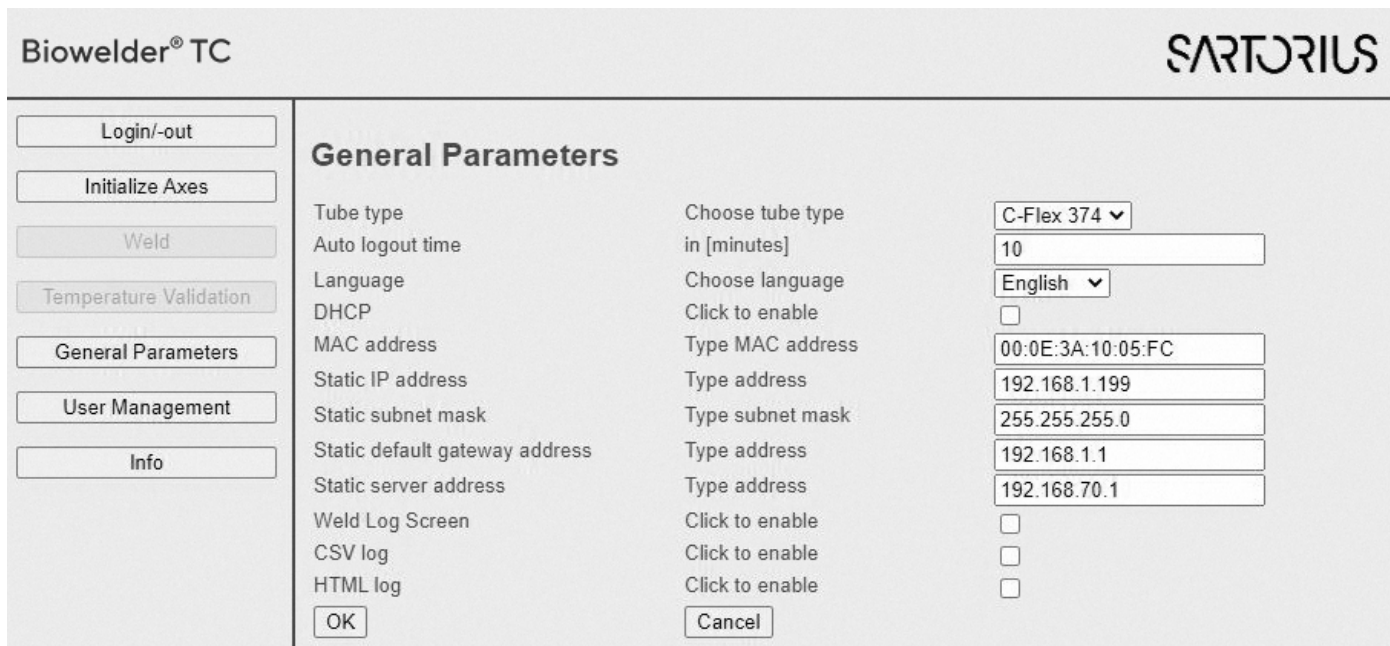 Biowelder® TC
SARTORIUS
Login/-out
Initialize Axes
Weld
Temperature Validation
General Parameters
User Management
Info
General Parameters
Tube type Choose tube type C-Flex 374
Auto logout time in [minutes] 10
Language Choose language English
DHCP Click to enable
MAC address Type MAC address 00:0E:3A:10:05:FC
Static IP address Type address 192.168.1.199
Static subnet mask Type subnet mask 255.255.255.0
Static default gateway address Type address 192.168.1.1
Static server address Type address 192.168.70.1
Weld Log Screen Click to enable
CSV log Click to enable
HTML log Click to enable
OK Cancel